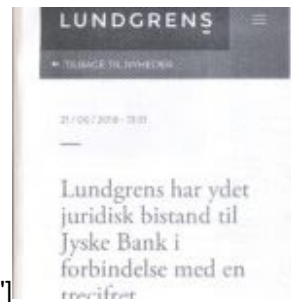 LUNDGRENS
← TILBAGE TIL NYHEDER
21/06/2018 - 13:01
Lundgrens har ydet
juridisk bistand til
Jyske Bank i
forbindelse med en
trecifret
']